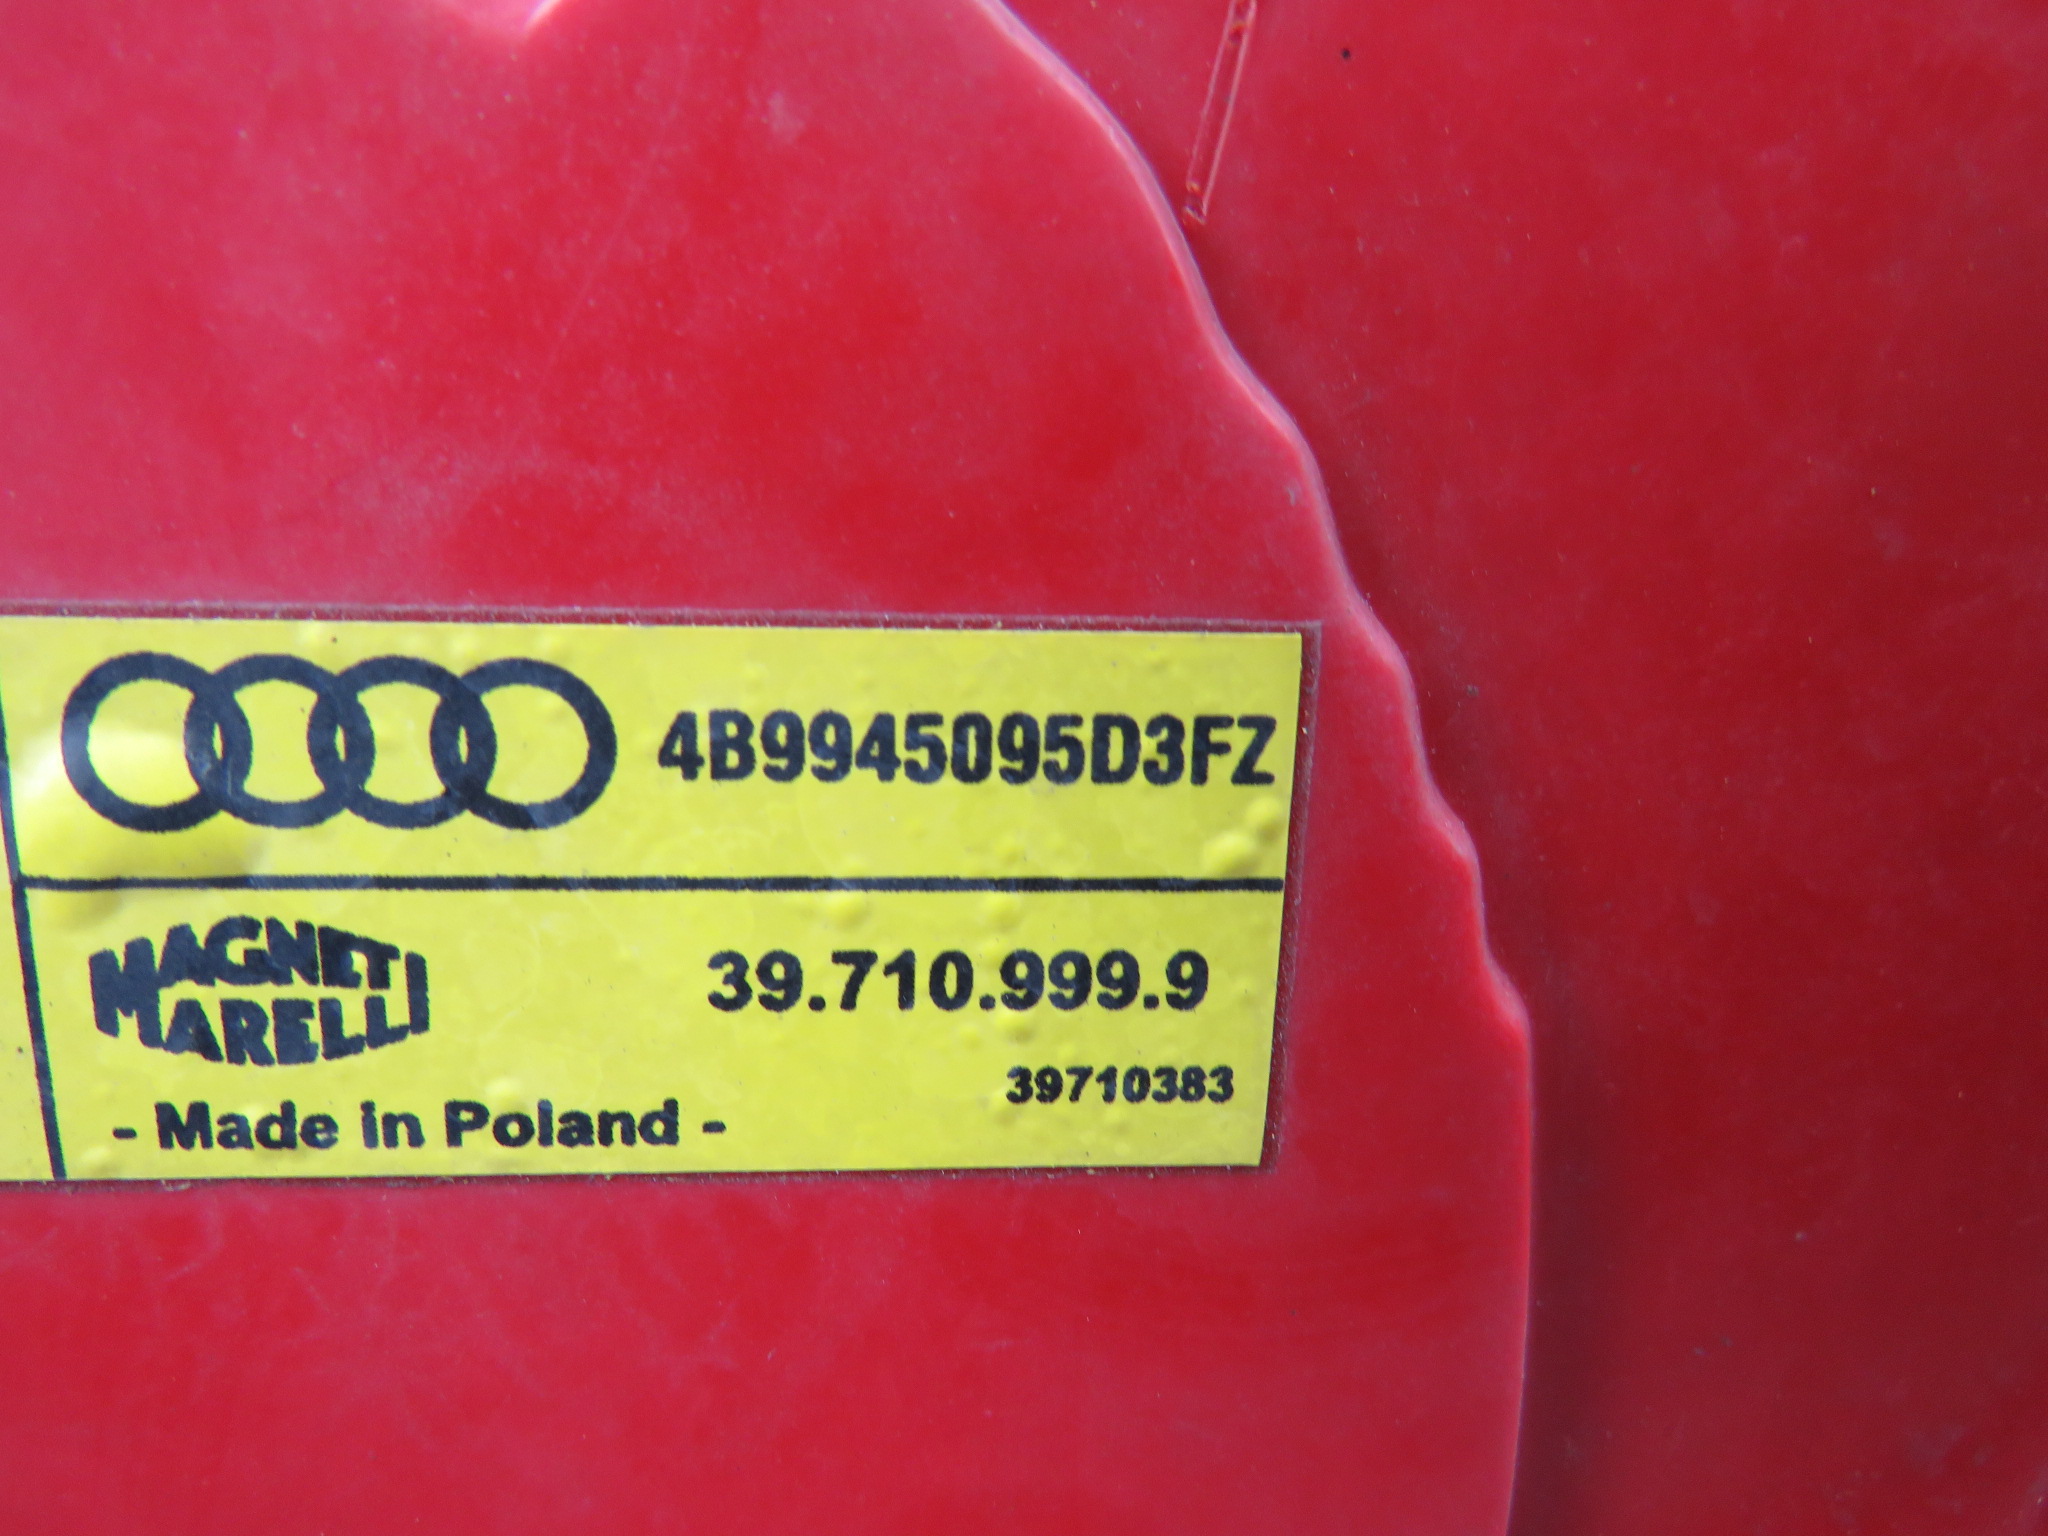 4B9945095D3FZ
MAGNETI
MARELLI
39.710.999.9
39710383
- Made in Poland -